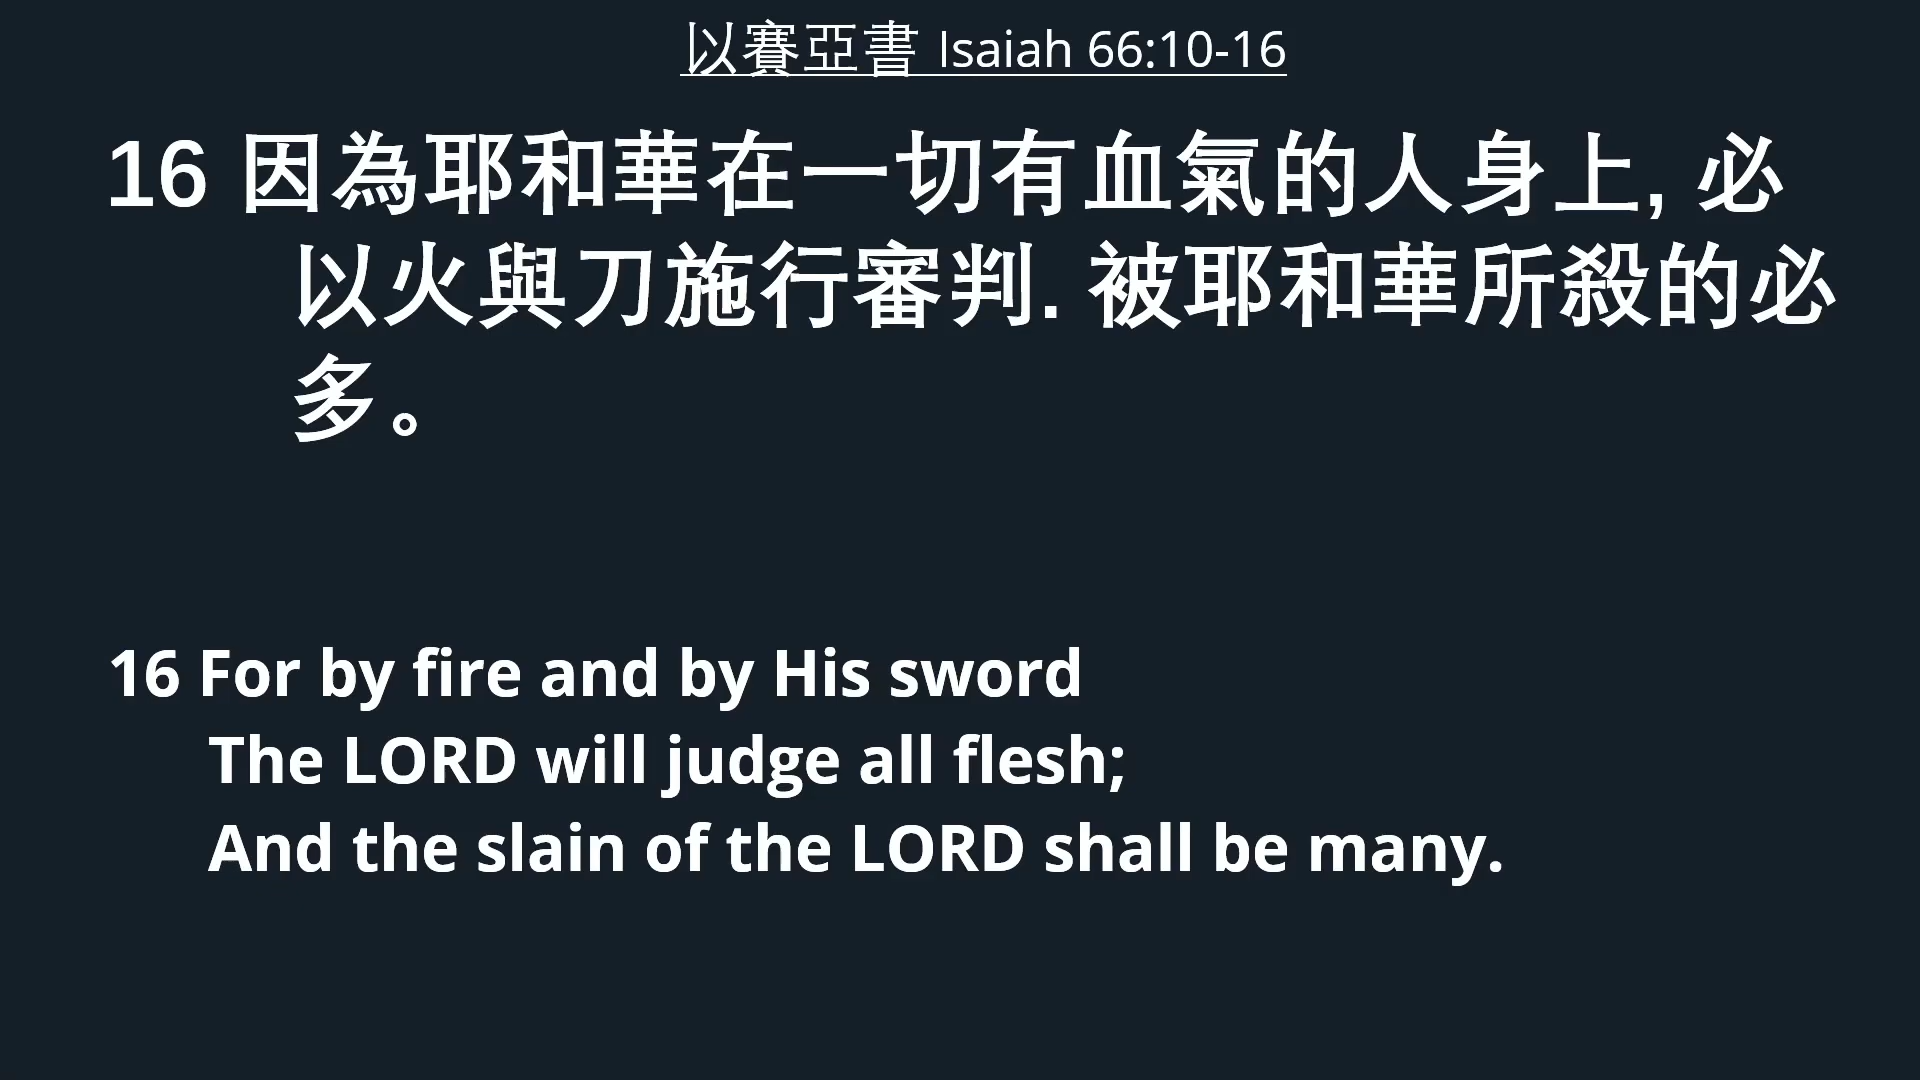 以賽亞書 Isaiah 66:10-16
16 因為耶和華在一切有血氣的人身上, 必
以火與刀施行審判. 被耶和華所殺的必
多。
16 For by fire and by His sword
The LORD will judge all flesh;
And the slain of the LORD shall be many.